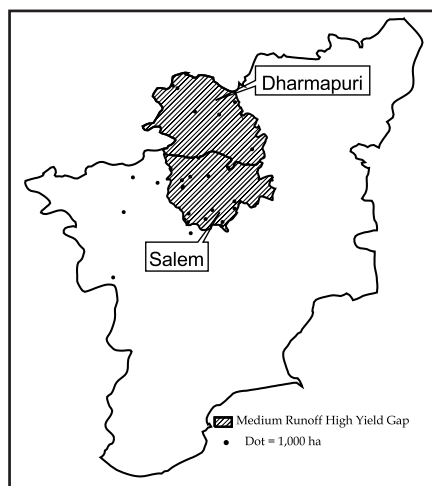 Dharmapuri
Salem
Medium Runoff High Yield Gap
Dot = 1,000 ha